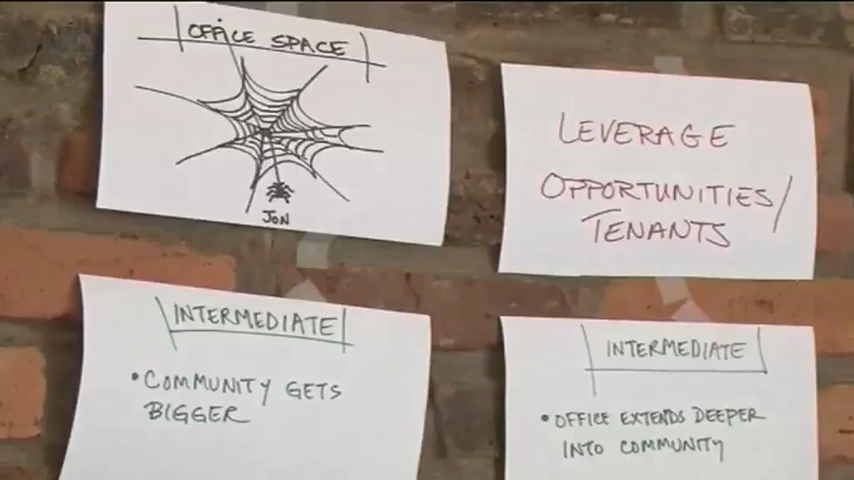 OFFICE SPACE
JON
LEVERAGE
OPPORTUNITIES/
TENANTS
INTERMEDIATE
• COMMUNITY GETS
BIGGER
INTERMEDIATE
• OFFICE EXTENDS DEEPER
INTO COMMUNITY